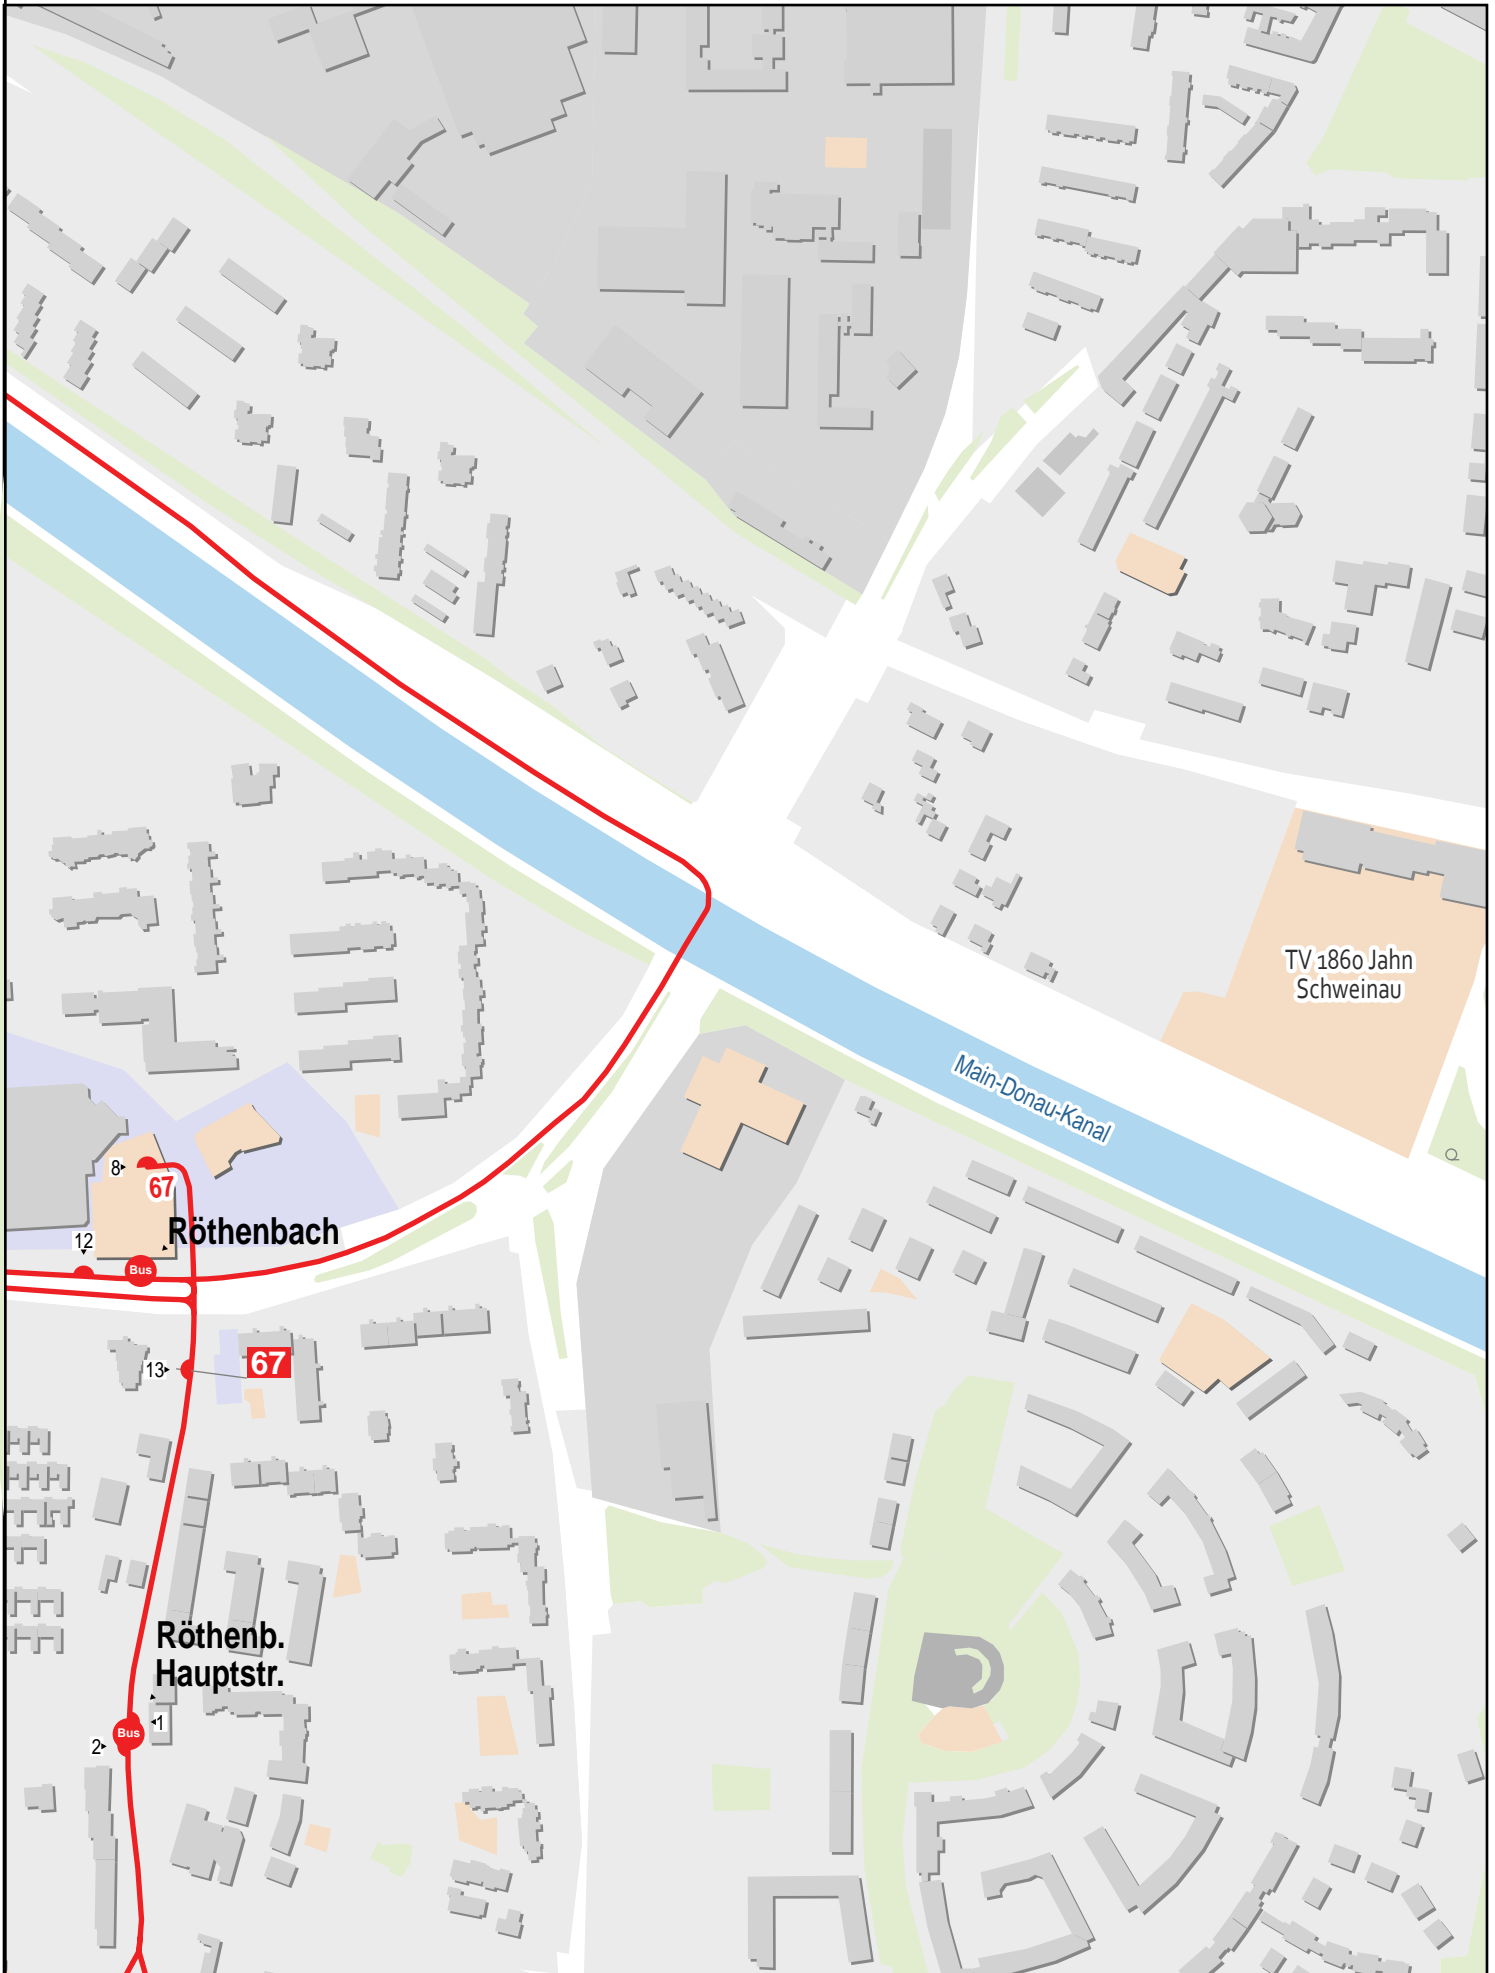 TV 1860 Jahn
Schweinau
Main-Donau-Kanal
8
67
Röthenbach
12
Bus
13
67
Röthenb.
Hauptstr.
1
Bus
2